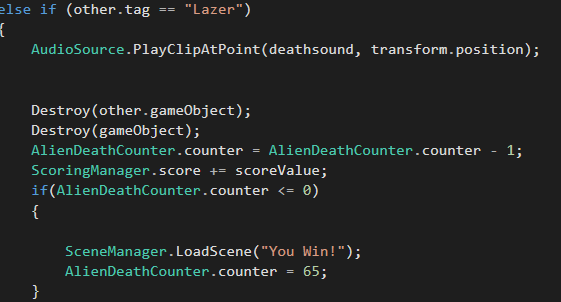 else if (other.tag == "Lazer")
{
AudioSource.PlayClipAtPoint(deathsound, transform.position);
Destroy(other.gameObject);
Destroy(gameObject);
AlienDeathCounter.counter = AlienDeathCounter.counter - 1;
ScoringManager.score += scoreValue;
if(AlienDeathCounter.counter <= 0)
{
SceneManager.LoadScene("You Win!");
AlienDeathCounter.counter = 65;
}